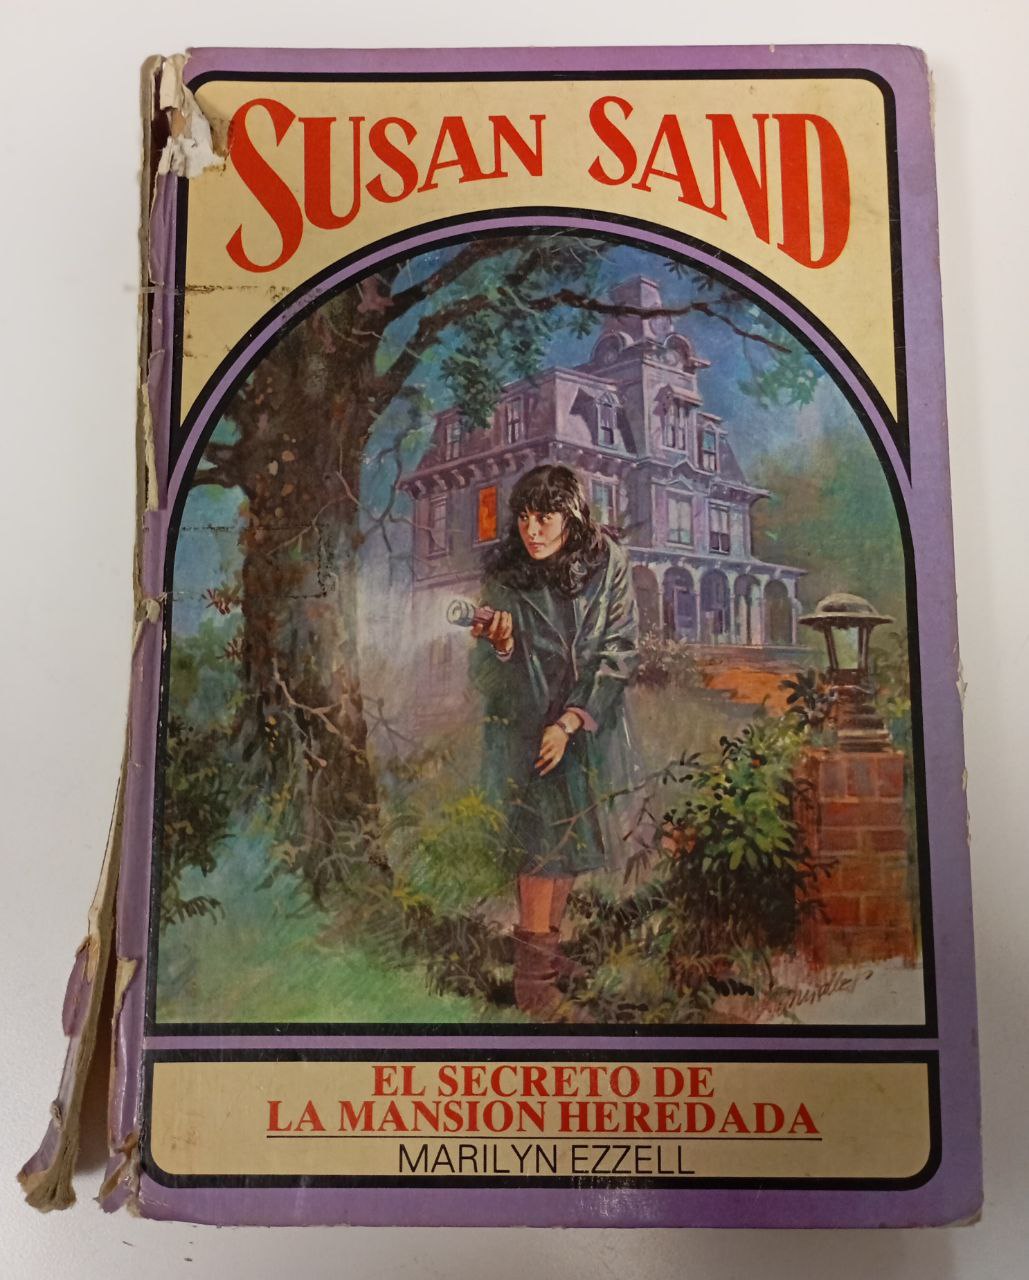 SUSAN SAND
EL SECRETO DE
LA MANSION HEREDADA
MARILYN EZZELL